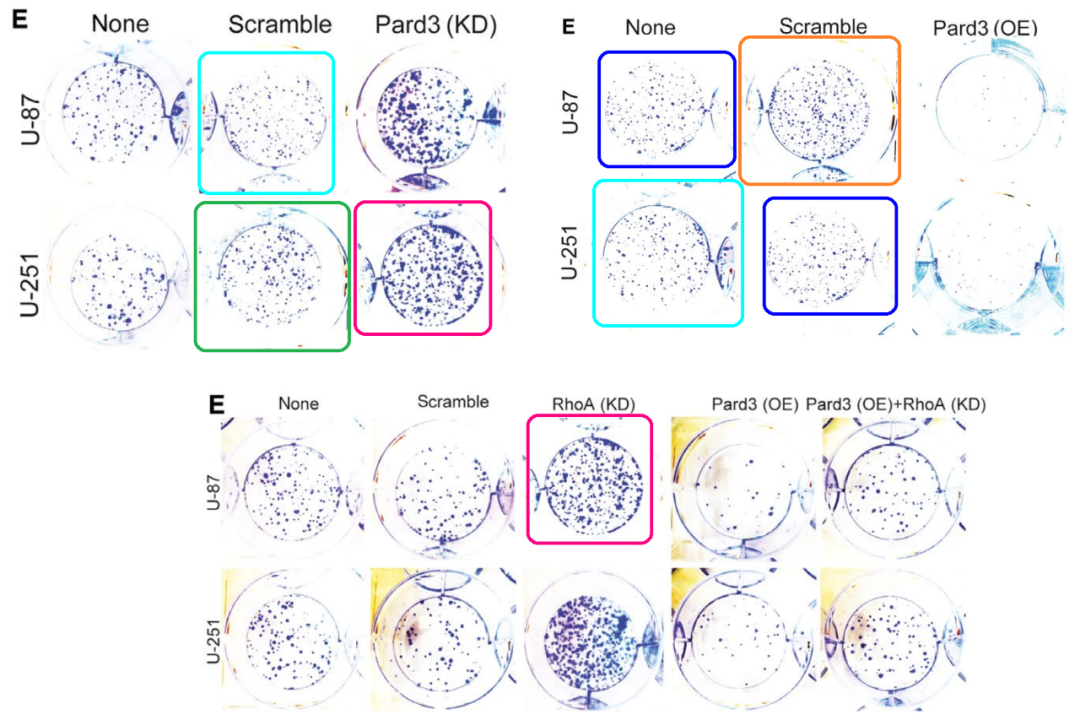 E
None Scramble Pard3 (KD)
U-87
U-251
E
None Scramble Pard3 (OE)
U-87
U-251
E
None Scramble RhoA (KD) Pard3 (OE) Pard3 (OE)+RhoA (KD)
U-87
U-251